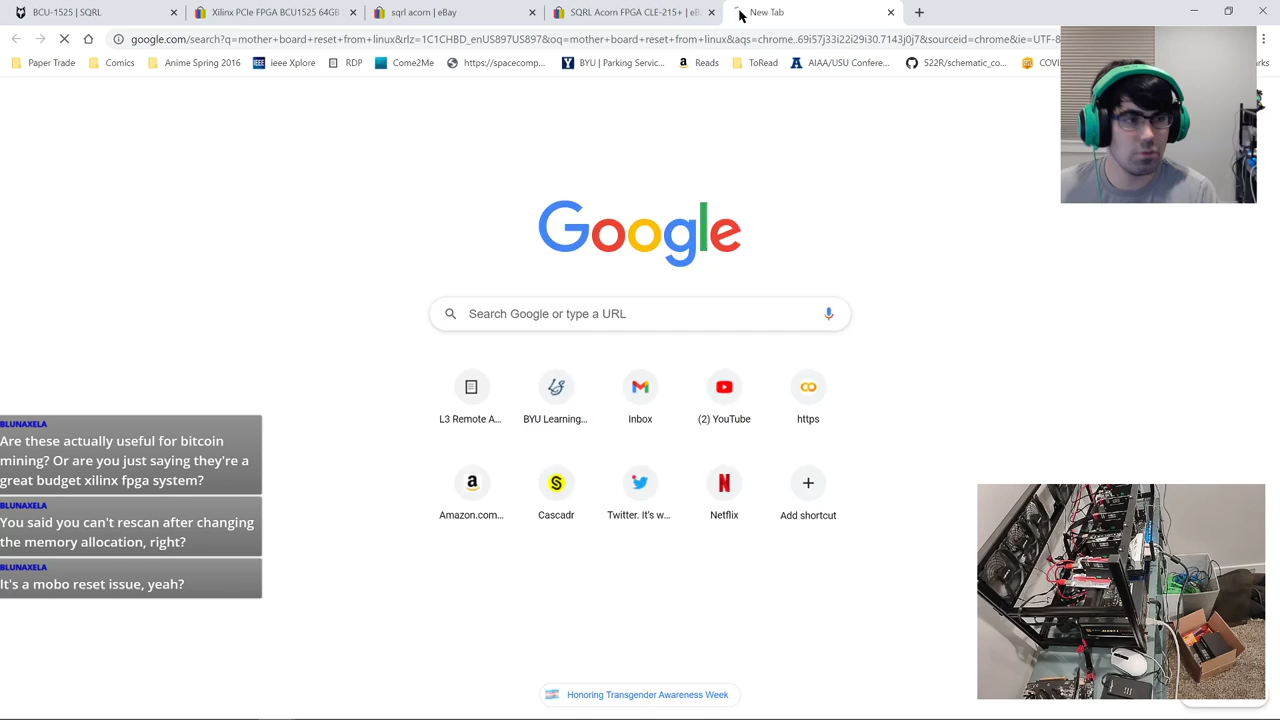 BCU-1525 | SQRL
Xilinx PCIe FPGA BCU1525 64GB
sqrl acorn | eBay
SQRL Acorn FPGA CLE-215+ | eB
New Tab
google.com/search?q=mother+board+reset+from+linux&rlz=1C1CHBD_enUS897US897&oq=mother+board+reset+from+linux&aqs=chrome..69i57j33i22i29i30.7143j0j7&sourceid=chrome&ie=UTF-8
Paper Trade
Comics
Anime Spring 2016
ieee Xplore
Come2Me
https://spacecomp...
BYU | Parking Servic...
Reads
ToRead
AIAA/USU Confere...
522R/schematic_co...
COVI
rks
Google
Search Google or type a URL
L3 Remote A...
BYU Learning...
Inbox
(2) YouTube
https
Amazon.com...
Cascadr
Twitter. It's w...
Netflix
Add shortcut
BLUNAXELA
Are these actually useful for bitcoin
mining? Or are you just saying they're a
great budget xilinx fpga system?
BLUNAXELA
You said you can't rescan after changing
the memory allocation, right?
BLUNAXELA
It's a mobo reset issue, yeah?
Honoring Transgender Awareness Week